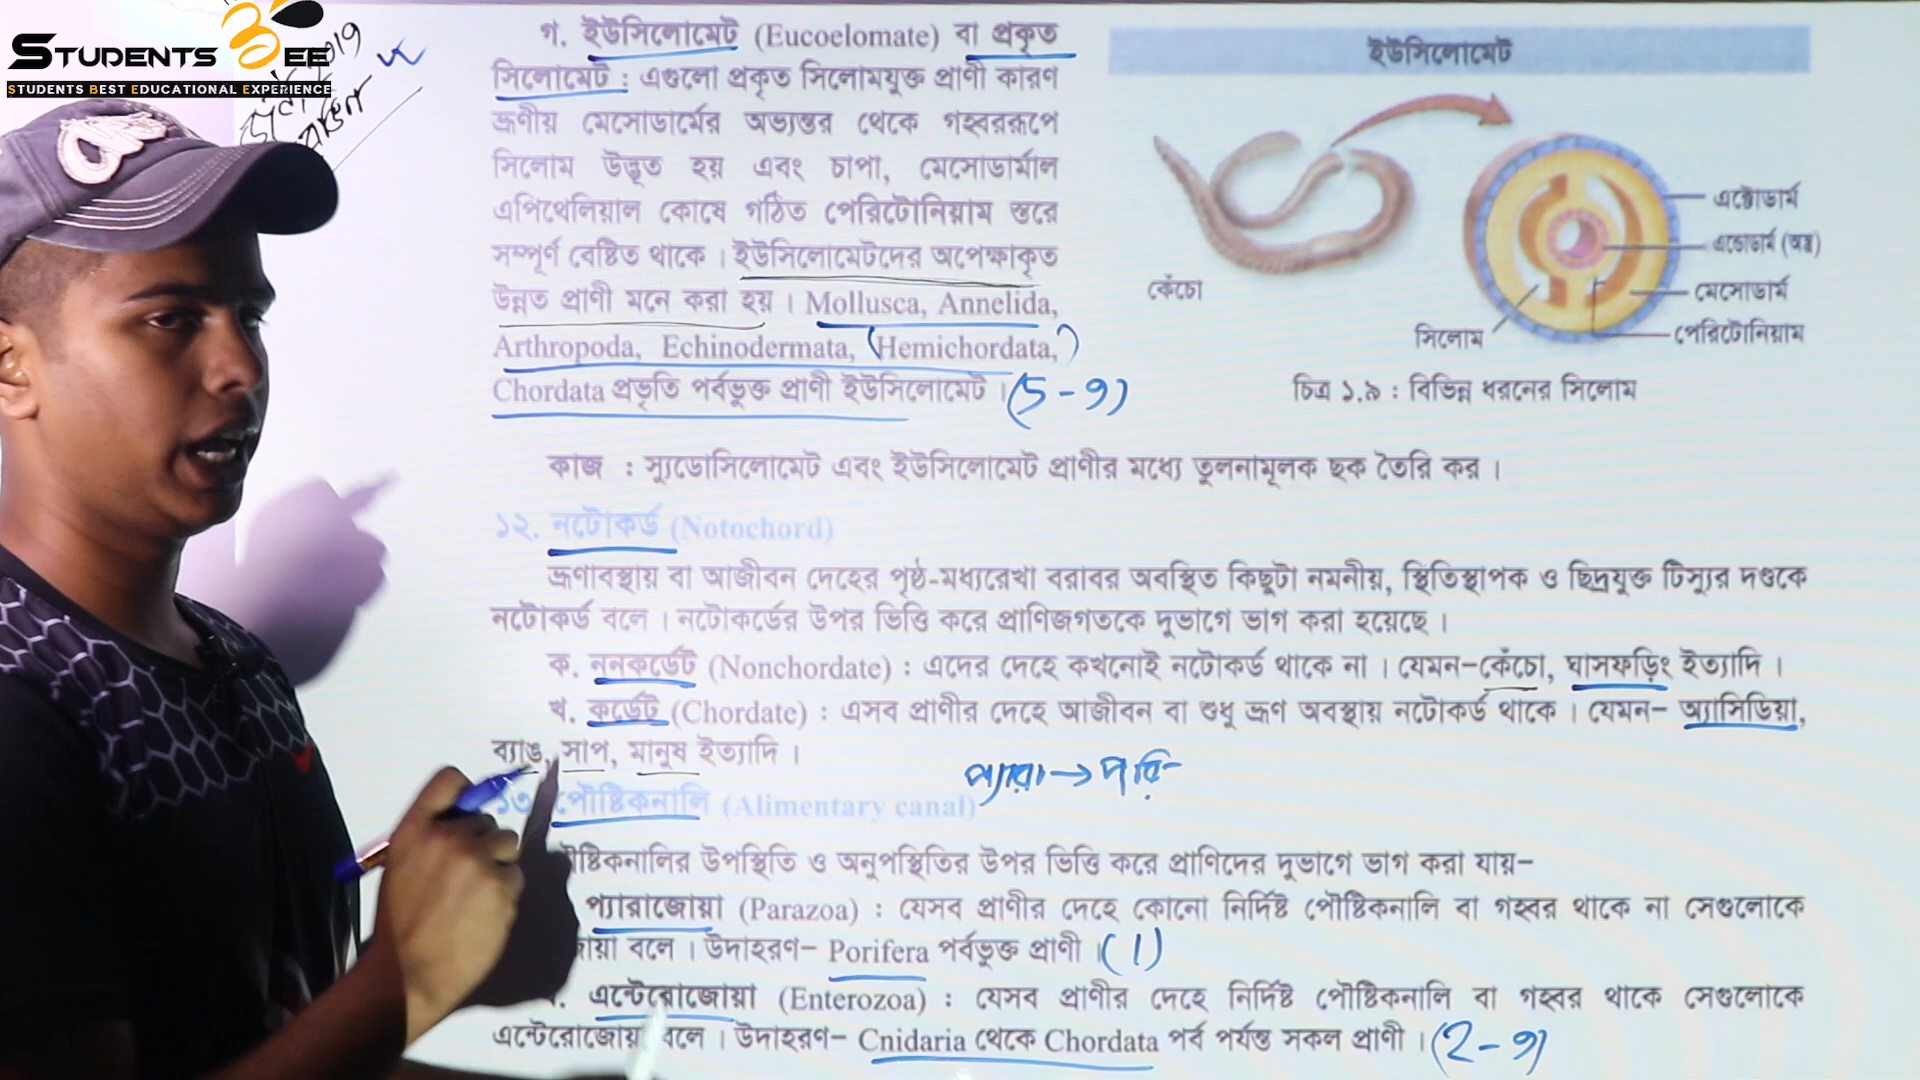 STUDENTS BEE
STUDENTS BEST EDUCATIONAL EXPERIENCE
গ. ইউসিলোমেট (Eucoelomate) বা প্রকৃত
সিলোমেট : এগুলো প্রকৃত সিলোমযুক্ত প্রাণী কারণ
ভ্রূণীয় মেসোডার্মের অভ্যন্তর থেকে গহ্বররূপে
সিলোম উদ্ভূত হয় এবং চাপা, মেসোডার্মাল
এপিথেলিয়াল কোষে গঠিত পেরিটোনিয়াম স্তরে
সম্পূর্ণ বেষ্টিত থাকে । ইউসিলোমেটদের অপেক্ষাকৃত
উন্নত প্রাণী মনে করা হয় । Mollusca, Annelida,
Arthropoda, Echinodermata, (Hemichordata,)
Chordata প্রভৃতি পর্বভুক্ত প্রাণী ইউসিলোমেট । (5-9)
ইউসিলোমেট
এক্টোডার্ম
এন্ডোডার্ম (অন্ত্র)
মেসোডার্ম
পেরিটোনিয়াম
সিলোম
কেঁচো
চিত্র ১.৯ : বিভিন্ন ধরনের সিলোম
কাজ : স্যুডোসিলোমেট এবং ইউসিলোমেট প্রাণীর মধ্যে তুলনামূলক ছক তৈরি কর ।
১২. নটোকর্ড (Notochord)
ভ্রূণাবস্থায় বা আজীবন দেহের পৃষ্ঠ-মধ্যরেখা বরাবর অবস্থিত কিছুটা নমনীয়, স্থিতিস্থাপক ও ছিদ্রযুক্ত টিস্যুর দণ্ডকে
নটোকর্ড বলে । নটোকর্ডের উপর ভিত্তি করে প্রাণিজগতকে দুভাগে ভাগ করা হয়েছে ।
ক. ননকর্ডেট (Nonchordate) : এদের দেহে কখনোই নটোকর্ড থাকে না । যেমন-কেঁচো, ঘাসফড়িং ইত্যাদি ।
খ. কর্ডেট (Chordate) : এসব প্রাণীর দেহে আজীবন বা শুধু ভ্রূণ অবস্থায় নটোকর্ড থাকে । যেমন- অ্যাসিডিয়া,
ব্যাঙ, সাপ, মানুষ ইত্যাদি ।
প্যারা → পরি-
১৩. পৌষ্টিকনালি (Alimentary canal)
ৌষ্টিকনালির উপস্থিতি ও অনুপস্থিতির উপর ভিত্তি করে প্রাণিদের দুভাগে ভাগ করা যায়-
প্যারাজোয়া (Parazoa) : যেসব প্রাণীর দেহে কোনো নির্দিষ্ট পৌষ্টিকনালি বা গহ্বর থাকে না সেগুলোকে
বলে । উদাহরণ- Porifera পর্বভুক্ত প্রাণী । (1)
এন্টেরোজোয়া (Enterozoa) : যেসব প্রাণীর দেহে নির্দিষ্ট পৌষ্টিকনালি বা গহ্বর থাকে সেগুলোকে
এন্টেরোজোয়া বলে । উদাহরণ- Cnidaria থেকে Chordata পর্ব পর্যন্ত সকল প্রাণী । (2-9)